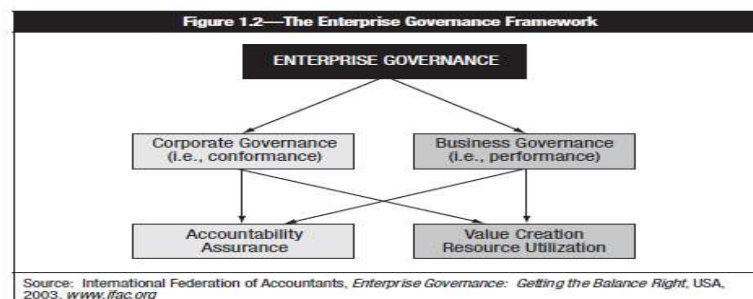 Figure 1.2—The Enterprise Governance Framework
ENTERPRISE GOVERNANCE
Corporate Governance
(i.e., conformance)
Business Governance
(i.e., performance)
Accountability
Assurance
Value Creation
Resource Utilization
Source: International Federation of Accountants, Enterprise Governance: Getting the Balance Right, USA,
2003, www.ifac.org